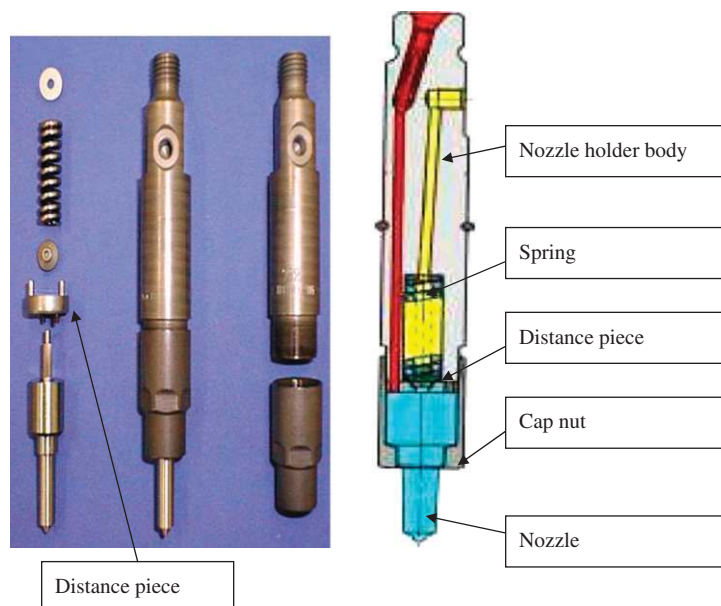 Nozzle holder body
Spring
Distance piece
Cap nut
Nozzle
Distance piece